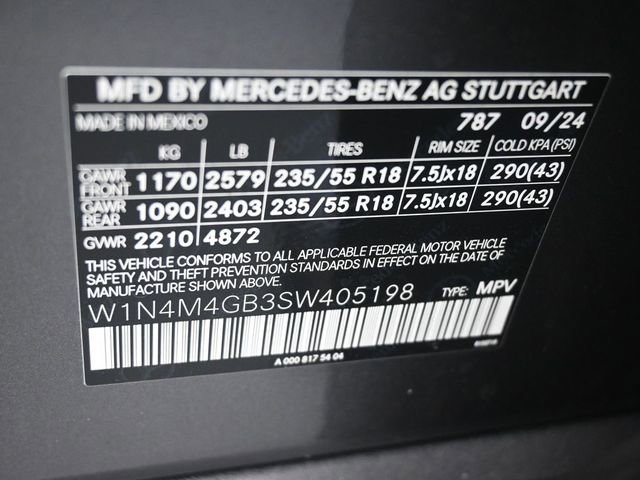 MFD BY MERCEDES-BENZ AG STUTTGART
MADE IN MEXICO 787 09/24
KG LB TIRES RIM SIZE COLD KPA (PSI)
GAWR FRONT 1170 2579 235/55 R18 7.5Jx18 290(43)
GAWR REAR 1090 2403 235/55 R18 7.5Jx18 290(43)
GVWR 2210 4872
THIS VEHICLE CONFORMS TO ALL APPLICABLE FEDERAL MOTOR VEHICLE
SAFETY AND THEFT PREVENTION STANDARDS IN EFFECT ON THE DATE
OF MANUFACTURE SHOWN ABOVE.
W1N4M4GB3SW405198 TYPE: MPV
A 000 817 54 04